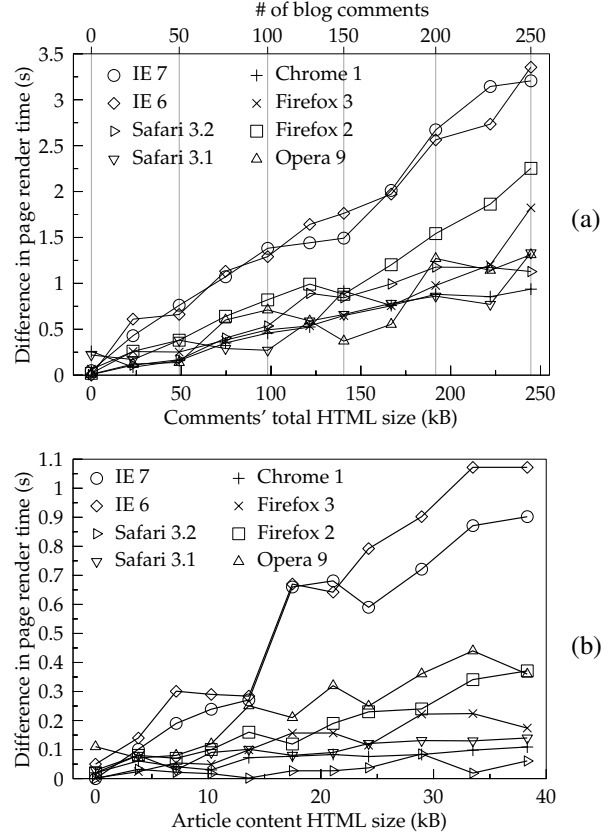 # of blog comments
0 50 100 150 200 250
3.5
3
2.5
2
1.5
1
0.5
0
Difference in page render time (s)
IE 7
IE 6
Safari 3.2
Safari 3.1
Chrome 1
Firefox 3
Firefox 2
Opera 9
0 50 100 150 200 250
Comments' total HTML size (kB)
(a)
1.1
1
0.9
0.8
0.7
0.6
0.5
0.4
0.3
0.2
0.1
0
Difference in page render time (s)
IE 7
IE 6
Safari 3.2
Safari 3.1
Chrome 1
Firefox 3
Firefox 2
Opera 9
0 10 20 30 40
Article content HTML size (kB)
(b)